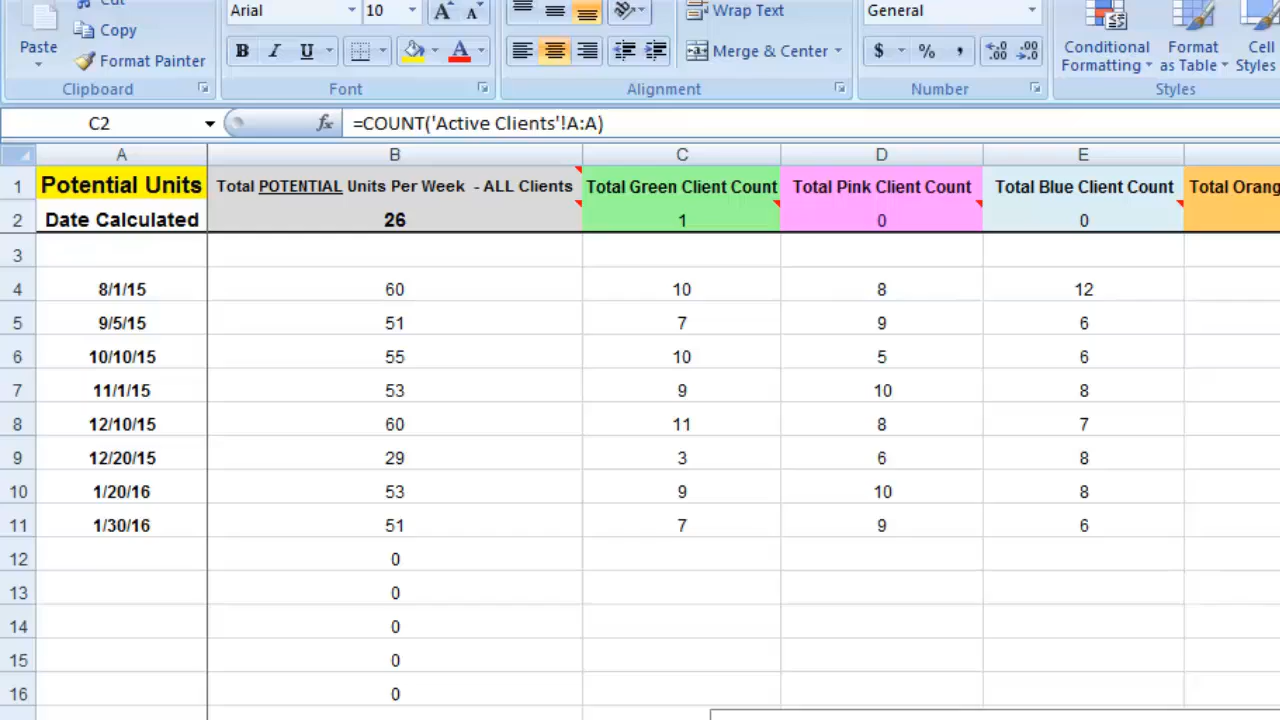 Cut
Arial 10 A A Wrap Text General
Paste Copy Conditional Format Cell
Format Painter B I U A Merge & Center $ % , .00 .0 Formatting as Table Styles
Clipboard Font Alignment Number Styles
C2 fx =COUNT('Active Clients'!A:A)
A B C D E
1 Potential Units Total POTENTIAL Units Per Week - ALL Clients Total Green Client Count Total Pink Client Count Total Blue Client Count Total Orang
2 Date Calculated 26 1 0 0
3
4 8/1/15 60 10 8 12
5 9/5/15 51 7 9 6
6 10/10/15 55 10 5 6
7 11/1/15 53 9 10 8
8 12/10/15 60 11 8 7
9 12/20/15 29 3 6 8
10 1/20/16 53 9 10 8
11 1/30/16 51 7 9 6
12 0
13 0
14 0
15 0
16 0